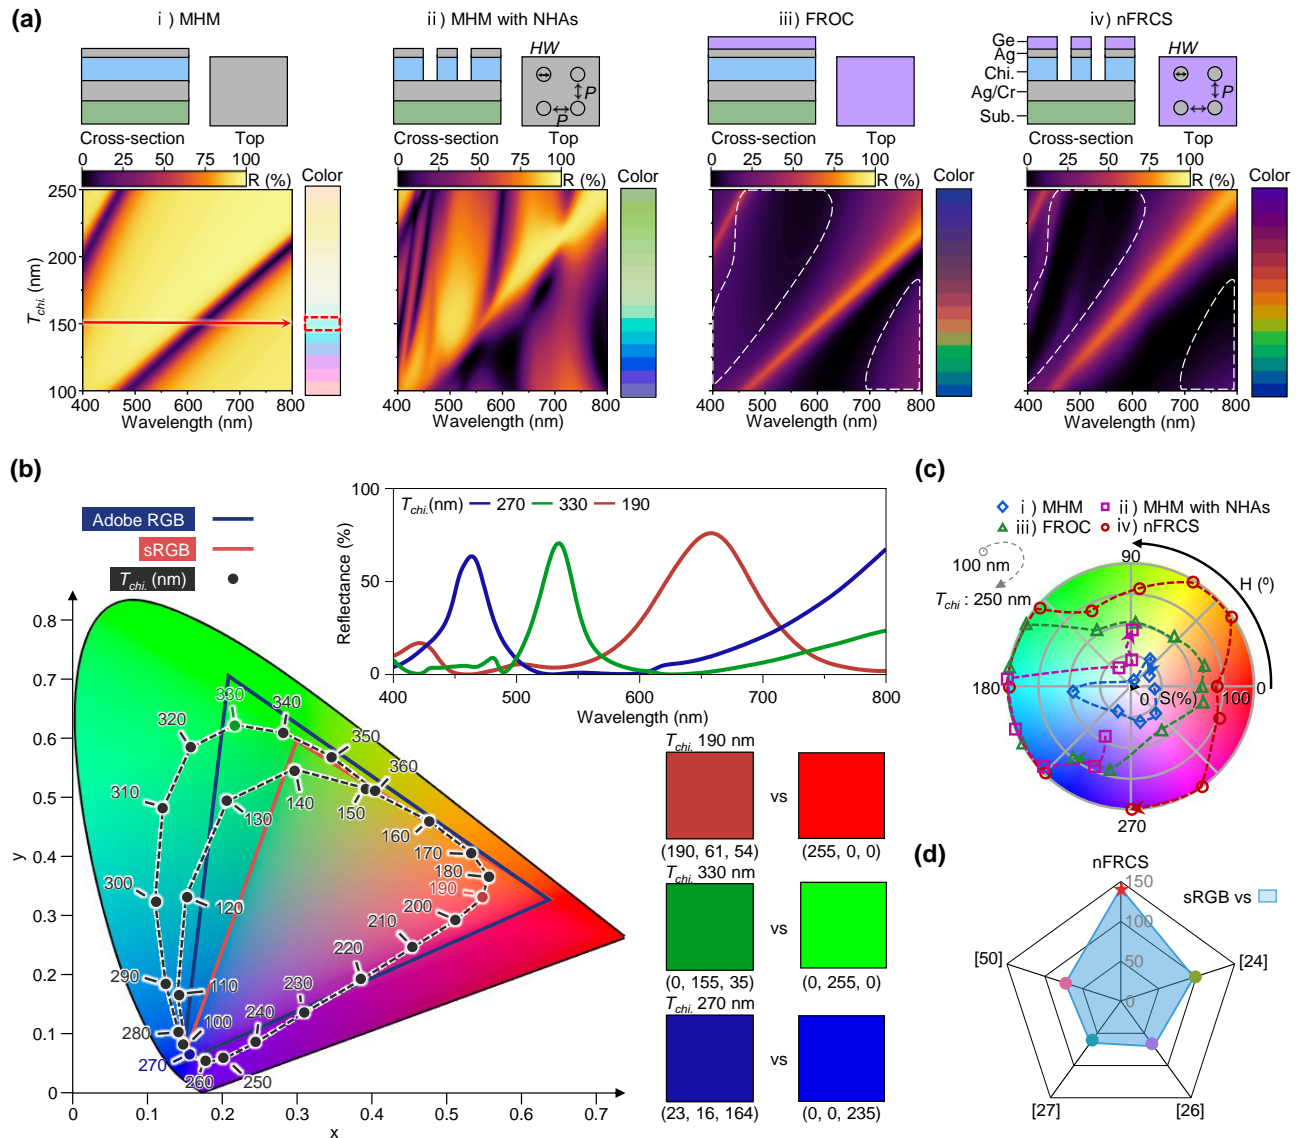 (a)
i ) MHM
ii ) MHM with NHAs
iii ) FROC
iv ) nFRCS
HW
P
P
Ge
Ag
Chi.
Ag/Cr
Sub.
HW
P
Cross-section Top
Cross-section Top
Cross-section Top
Cross-section Top
0 25 50 75 100
R (%)
Color
0 25 50 75 100
R (%)
Color
0 25 50 75 100
R (%)
Color
0 25 50 75 100
R (%)
Color
250
200
150
100
T chi. (nm)
400 500 600 700 800
Wavelength (nm)
400 500 600 700 800
Wavelength (nm)
400 500 600 700 800
Wavelength (nm)
400 500 600 700 800
Wavelength (nm)
(b)
Adobe RGB
sRGB
T chi. (nm)
0.8
0.7
0.6
0.5
0.4
0.3
0.2
0.1
0
y
0 0.1 0.2 0.3 0.4 0.5 0.6 0.7
x
330
340
320
350
360
310
130
140
150
160
170
180
190
300
120
200
210
220
290
110
230
280
100
240
270
260
250
T chi. (nm) 270 330 190
100
50
0
Reflectance (%)
400 500 600 700 800
Wavelength (nm)
T chi. 190 nm
vs
(190, 61, 54) (255, 0, 0)
T chi. 330 nm
vs
(0, 155, 35) (0, 255, 0)
T chi. 270 nm
vs
(23, 16, 164) (0, 0, 235)
(c)
i ) MHM ii ) MHM with NHAs
iii ) FROC iv) nFRCS
100 nm
T chi : 250 nm
90
H (º)
180
0 S(%) 100 0
270
(d)
nFRCS
150
100
50
0
sRGB vs
[50]
[24]
[27]
[26]